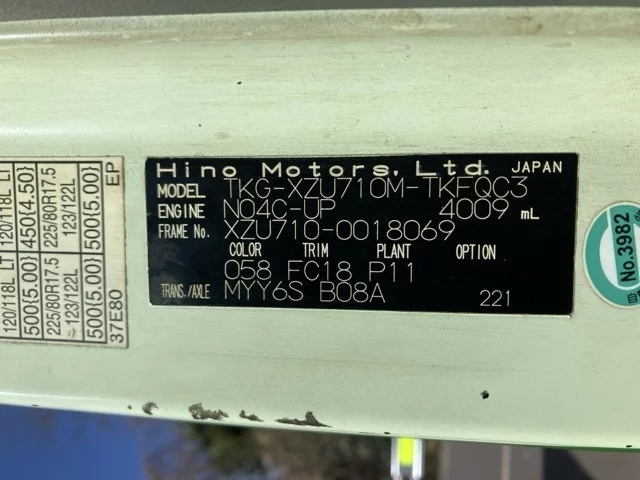 Hino Motors, Ltd. JAPAN
MODEL TKG-XZU710M-TKFQC3
ENGINE N04C-UP 4009 mL
FRAME No. XZU710-0018069
COLOR TRIM PLANT OPTION
058 FC18 P11
TRANS./AXLE MYY6S B08A 221
120/118L LT 120/118L LT
500(5.00) 450(4.50)
225/80R17.5 225/80R17.5
123/122L 123/122L
500(5.00) 500(5.00)
37E80 EP
No.3982